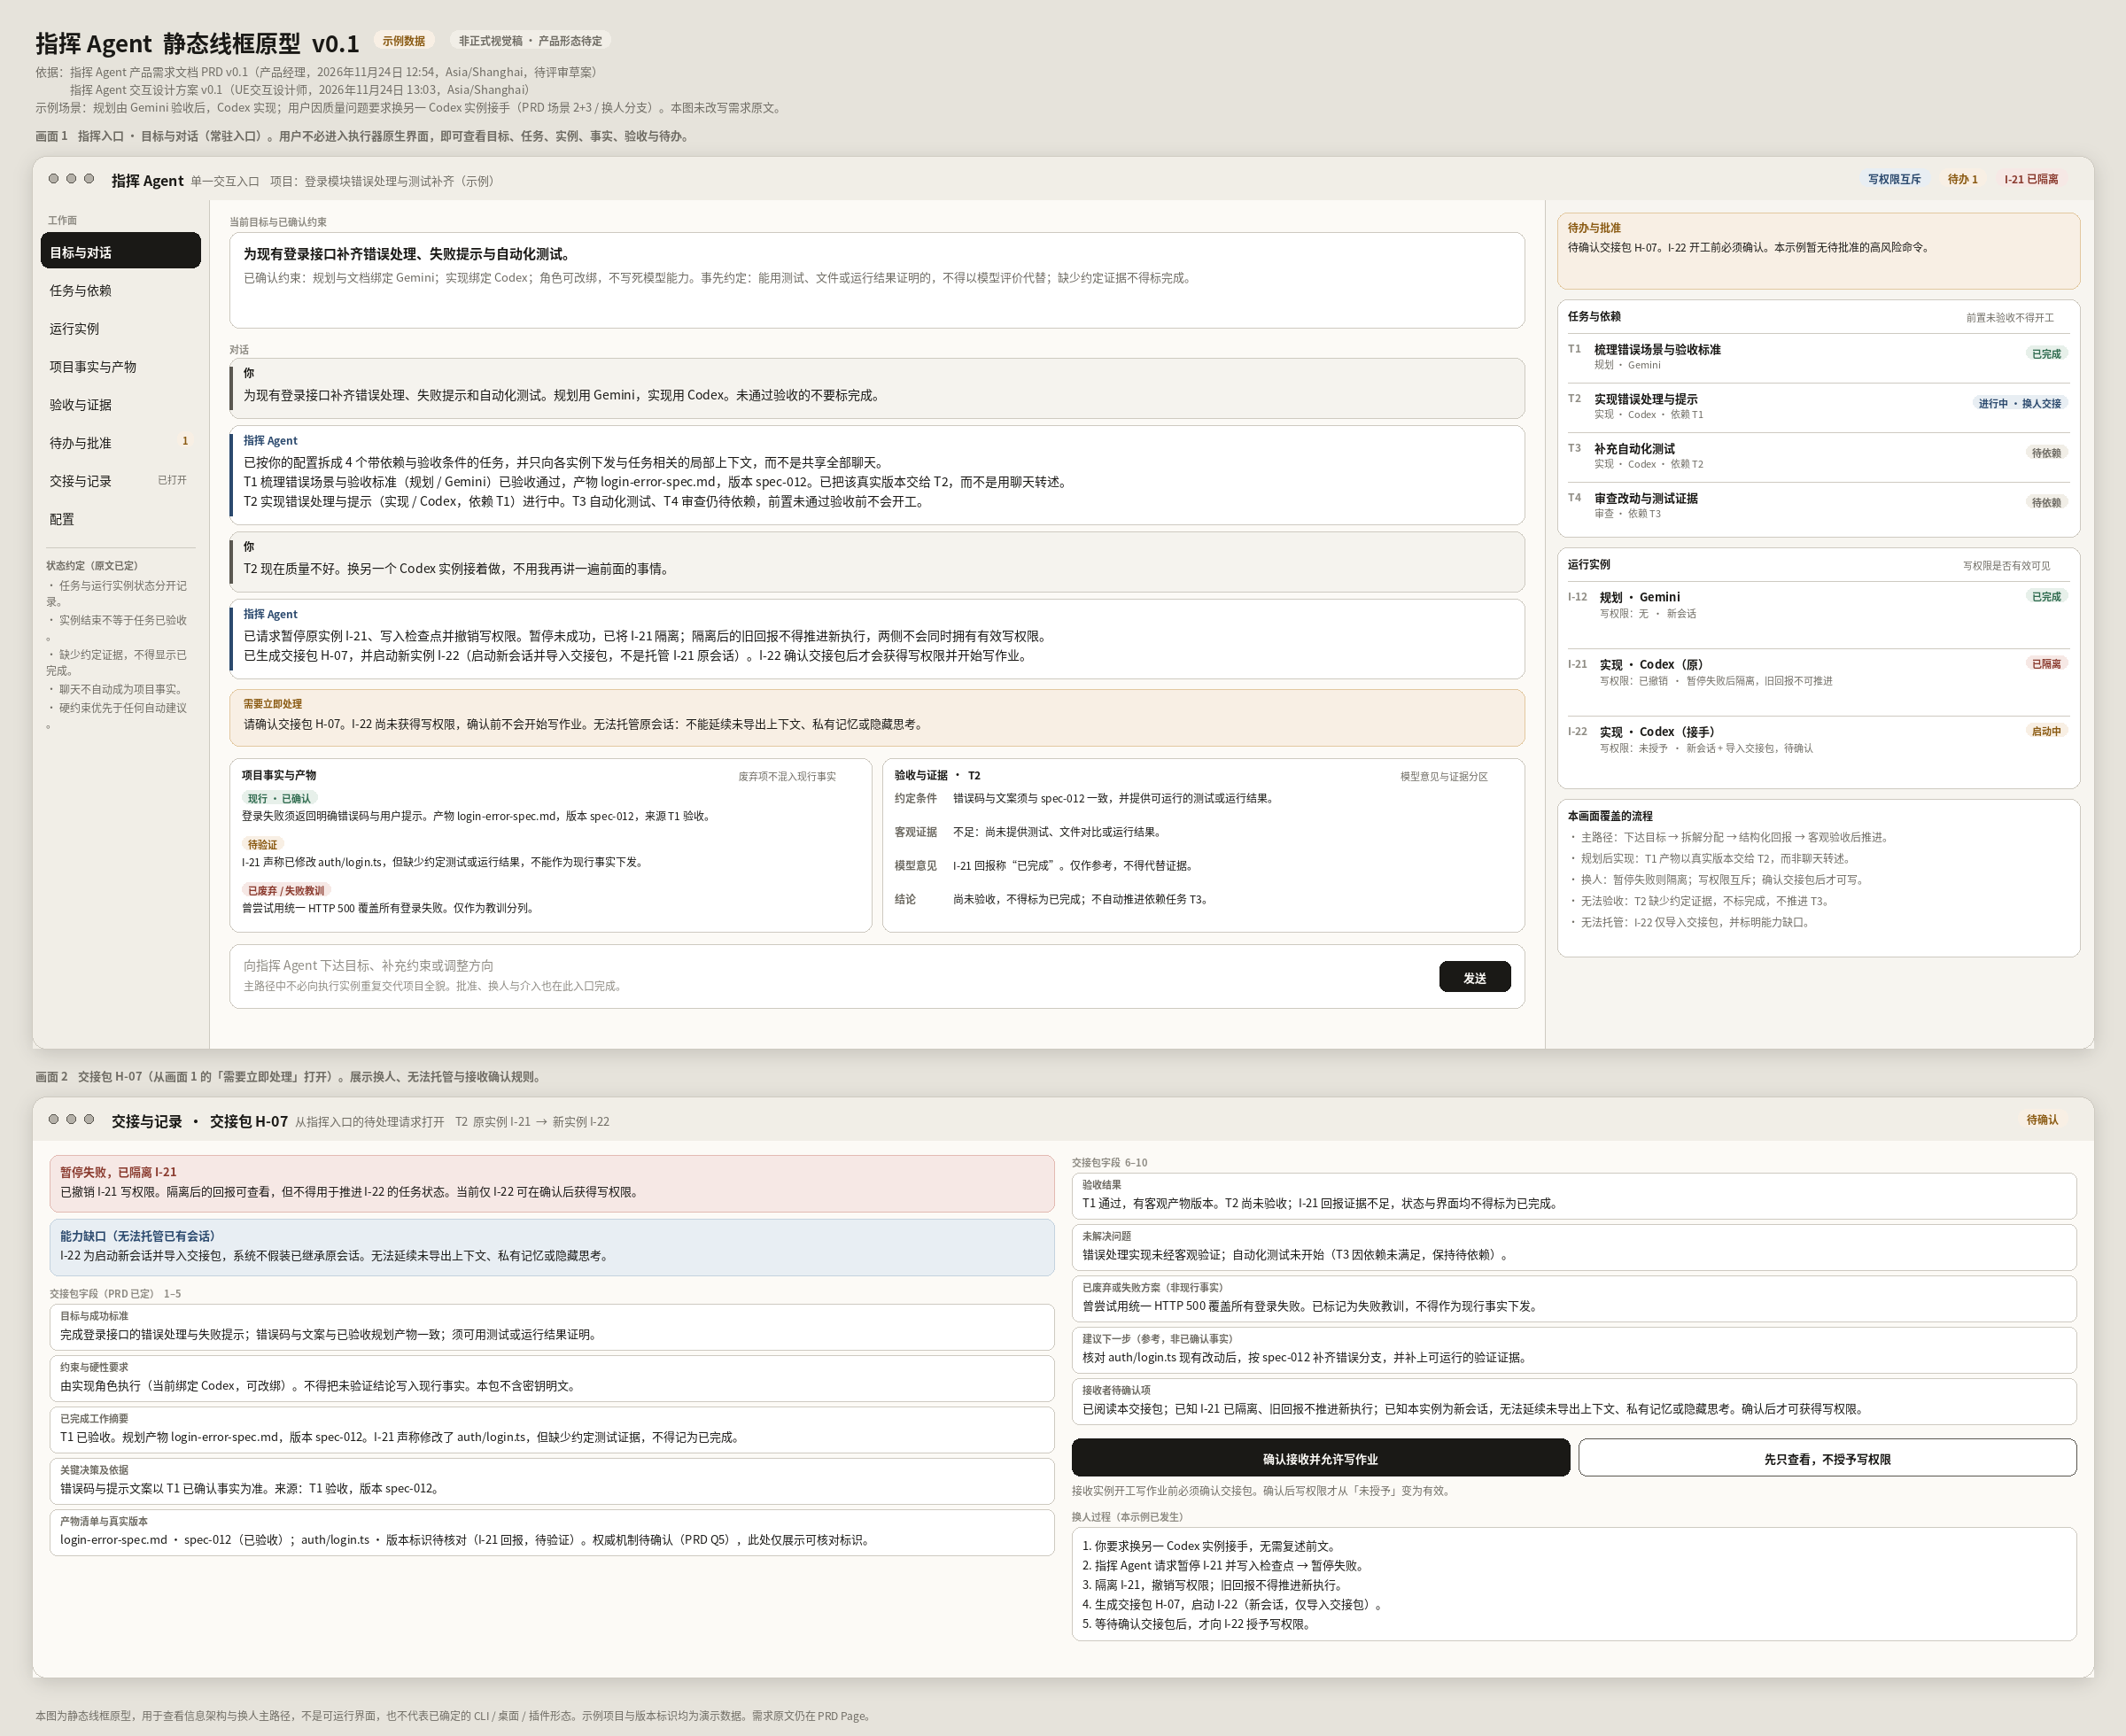 指挥 Agent 静态线框原型 v0.1 示例数据 非正式视觉稿 · 产品形态待定
依据：指挥 Agent 产品需求文档 PRD v0.1（产品经理，2026年11月24日 12:54，Asia/Shanghai，待评审草案）
指挥 Agent 交互设计方案 v0.1（UE交互设计师，2026年11月24日 13:03，Asia/Shanghai）
示例场景：规划由 Gemini 验收后，Codex 实现；用户因质量问题要求换另一 Codex 实例接手（PRD 场景 2+3 / 换人分支）。本图未改写需求原文。
画面 1 指挥入口 · 目标与对话（常驻入口）。用户不必进入执行器原生界面，即可查看目标、任务、实例、事实、验收与待办。
指挥 Agent 单一交互入口 项目：登录模块错误处理与测试补齐（示例）
写权限互斥 待办 1 I-21 已隔离
工作面
目标与对话
任务与依赖
运行实例
项目事实与产物
验收与证据
待办与批准 1
交接与记录 已打开
配置
状态约定（原文已定）
· 任务与运行实例状态分开记
录。
· 实例结束不等于任务已验收
。
· 缺少约定证据，不得显示已
完成。
· 聊天不自动成为项目事实。
· 硬约束优先于任何自动建议
。
当前目标与已确认约束
为现有登录接口补齐错误处理、失败提示与自动化测试。
已确认约束：规划与文档绑定 Gemini；实现绑定 Codex；角色可改绑，不写死模型能力。事先约定：能用测试、文件或运行结果证明的，不得以模型评价代替；缺少约定证据不得标完成。
对话
你
为现有登录接口补齐错误处理、失败提示和自动化测试。规划用 Gemini，实现用 Codex。未通过验收的不要标完成。
指挥 Agent
已按你的配置拆成 4 个带依赖与验收条件的任务，并只向各实例下发与任务相关的局部上下文，而不是共享全部聊天。
T1 梳理错误场景与验收标准（规划 / Gemini）已验收通过，产物 login-error-spec.md，版本 spec-012。已把该真实版本交给 T2，而不是用聊天转述。
T2 实现错误处理与提示（实现 / Codex，依赖 T1）进行中。T3 自动化测试、T4 审查仍待依赖，前置未通过验收前不会开工。
你
T2 现在质量不好。换另一个 Codex 实例接着做，不用我再讲一遍前面的事情。
指挥 Agent
已请求暂停原实例 I-21、写入检查点并撤销写权限。暂停未成功，已将 I-21 隔离；隔离后的旧回报不得推进新执行，两侧不会同时拥有有效写权限。
已生成交接包 H-07，并启动新实例 I-22（启动新会话并导入交接包，不是托管 I-21 原会话）。I-22 确认交接包后才会获得写权限并开始写作业。
需要立即处理
请确认交接包 H-07。I-22 尚未获得写权限，确认前不会开始写作业。无法托管原会话：不能延续未导出上下文、私有记忆或隐藏思考。
项目事实与产物 废弃项不混入现行事实
现行 · 已确认
登录失败须返回明确错误码与用户提示。产物 login-error-spec.md，版本 spec-012，来源 T1 验收。
待验证
I-21 声称已修改 auth/login.ts，但缺少约定测试或运行结果，不能作为现行事实下发。
已废弃 / 失败教训
曾尝试用统一 HTTP 500 覆盖所有登录失败。仅作为教训分列。
验收与证据 · T2 模型意见与证据分区
约定条件 错误码与文案须与 spec-012 一致，并提供可运行的测试或运行结果。
客观证据 不足：尚未提供测试、文件对比或运行结果。
模型意见 I-21 回报称“已完成”。仅作参考，不得代替证据。
结论 尚未验收，不得标为已完成；不自动推进依赖任务 T3。
向指挥 Agent 下达目标、补充约束或调整方向
主路径中不必向执行实例重复交代项目全貌。批准、换人与介入也在此入口完成。
发送
待办与批准
待确认交接包 H-07。I-22 开工前必须确认。本示例暂无待批准的高风险命令。
任务与依赖 前置未验收不得开工
T1 梳理错误场景与验收标准 已完成
规划 · Gemini
T2 实现错误处理与提示 进行中 · 换人交接
实现 · Codex · 依赖 T1
T3 补充自动化测试 待依赖
实现 · Codex · 依赖 T2
T4 审查改动与测试证据 待依赖
审查 · 依赖 T3
运行实例 写权限是否有效可见
I-12 规划 · Gemini 已完成
写权限：无 · 新会话
I-21 实现 · Codex（原） 已隔离
写权限：已撤销 · 暂停失败后隔离，旧回报不可推进
I-22 实现 · Codex（接手） 启动中
写权限：未授予 · 新会话 + 导入交接包，待确认
本画面覆盖的流程
· 主路径：下达目标 → 拆解分配 → 结构化回报 → 客观验收后推进。
· 规划后实现：T1 产物以真实版本交给 T2，而非聊天转述。
· 换人：暂停失败则隔离；写权限互斥；确认交接包后才可写。
· 无法验收：T2 缺少约定证据，不标完成，不推进 T3。
· 无法托管：I-22 仅导入交接包，并标明能力缺口。
画面 2 交接包 H-07（从画面 1 的「需要立即处理」打开）。展示换人、无法托管与接收确认规则。
交接与记录 · 交接包 H-07 从指挥入口的待处理请求打开 T2 原实例 I-21 → 新实例 I-22
待确认
暂停失败，已隔离 I-21
已撤销 I-21 写权限。隔离后的回报可查看，但不得用于推进 I-22 的任务状态。当前仅 I-22 可在确认后获得写权限。
能力缺口（无法托管已有会话）
I-22 为启动新会话并导入交接包，系统不假装已继承原会话。无法延续未导出上下文、私有记忆或隐藏思考。
交接包字段（PRD 已定） 1–5
目标与成功标准
完成登录接口的错误处理与失败提示；错误码与文案与已验收规划产物一致；须可用测试或运行结果证明。
约束与硬性要求
由实现角色执行（当前绑定 Codex，可改绑）。不得把未验证结论写入现行事实。本包不含密钥明文。
已完成工作摘要
T1 已验收。规划产物 login-error-spec.md，版本 spec-012。I-21 声称修改了 auth/login.ts，但缺少约定测试证据，不得记为已完成。
关键决策及依据
错误码与提示文案以 T1 已确认事实为准。来源：T1 验收，版本 spec-012。
产物清单与真实版本
login-error-spec.md · spec-012（已验收）；auth/login.ts · 版本标识待核对（I-21 回报，待验证）。权威机制待确认（PRD Q5），此处仅展示可核对标识。
交接包字段 6–10
验收结果
T1 通过，有客观产物版本。T2 尚未验收；I-21 回报证据不足，状态与界面均不得标为已完成。
未解决问题
错误处理实现未经客观验证；自动化测试未开始（T3 因依赖未满足，保持待依赖）。
已废弃或失败方案（非现行事实）
曾尝试用统一 HTTP 500 覆盖所有登录失败。已标记为失败教训，不得作为现行事实下发。
建议下一步（参考，非已确认事实）
核对 auth/login.ts 现有改动后，按 spec-012 补齐错误分支，并补上可运行的验证证据。
接收者待确认项
已阅读本交接包；已知 I-21 已隔离、旧回报不推进新执行；已知本实例为新会话，无法延续未导出上下文、私有记忆或隐藏思考。确认后才可获得写权限。
确认接收并允许写作业 先只查看，不授予写权限
接收实例开工写作业前必须确认交接包。确认后写权限才从「未授予」变为有效。
换人过程（本示例已发生）
1. 你要求换另一 Codex 实例接手，无需复述前文。
2. 指挥 Agent 请求暂停 I-21 并写入检查点 → 暂停失败。
3. 隔离 I-21，撤销写权限；旧回报不得推进新执行。
4. 生成交接包 H-07，启动 I-22（新会话，仅导入交接包）。
5. 等待确认交接包后，才向 I-22 授予写权限。
本图为静态线框原型，用于查看信息架构与换人主路径，不是可运行界面，也不代表已确定的 CLI / 桌面 / 插件形态。示例项目与版本标识均为演示数据。需求原文仍在 PRD Page。